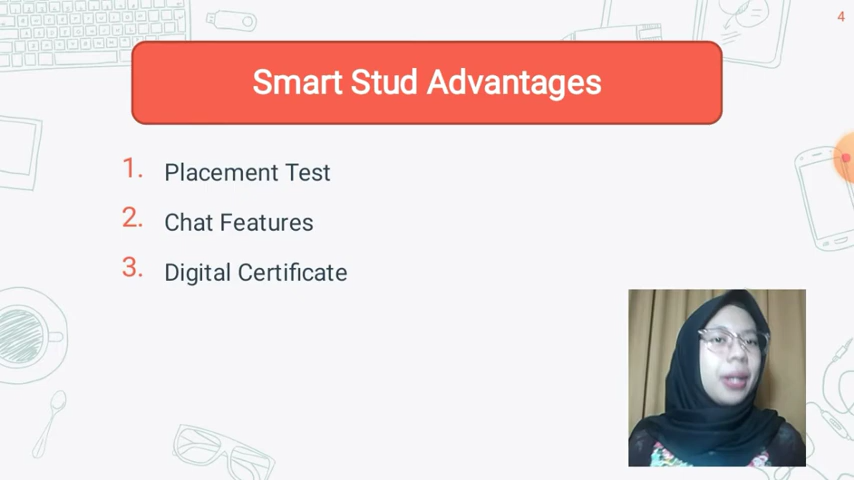 4
Smart Stud Advantages
1. Placement Test
2. Chat Features
3. Digital Certificate